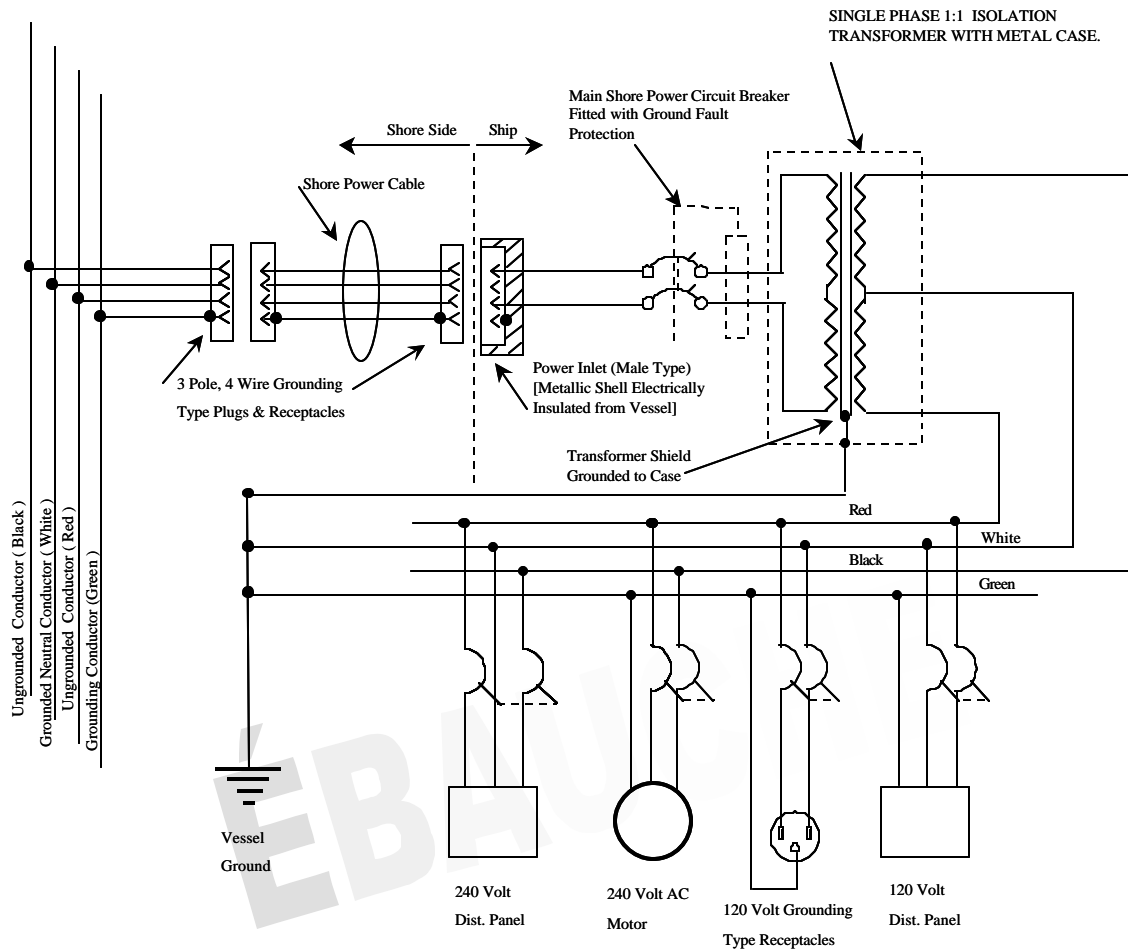 SINGLE PHASE 1:1 ISOLATION
TRANSFORMER WITH METAL CASE.
Main Shore Power Circuit Breaker
Fitted with Ground Fault
Protection
Shore Side
Ship
Shore Power Cable
3 Pole, 4 Wire Grounding
Type Plugs & Receptacles
Power Inlet (Male Type)
[Metallic Shell Electrically
Insulated from Vessel]
Transformer Shield
Grounded to Case
Ungrounded Conductor ( Black )
Grounded Neutral Conductor ( White )
Ungrounded Conductor ( Red )
Grounding Conductor (Green )
Red
White
Black
Green
Vessel
Ground
240 Volt
Dist. Panel
240 Volt AC
Motor
120 Volt Grounding
Type Receptacles
120 Volt
Dist. Panel